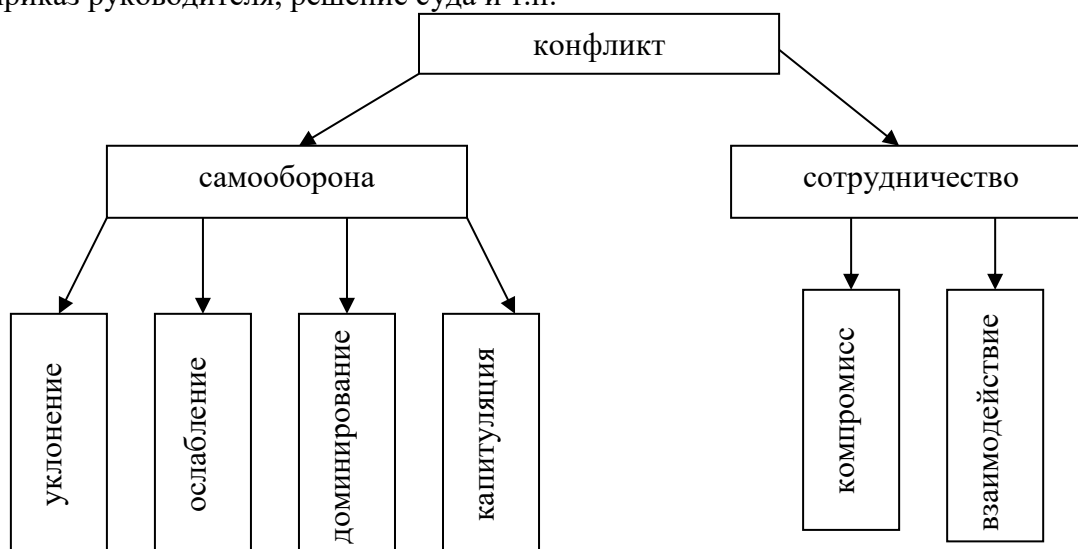 приказ руководителя, решение суда и т.п.
конфликт
самооборона
сотрудничество
уклонение
ослабление
доминирование
капитуляция
компромисс
взаимодействие